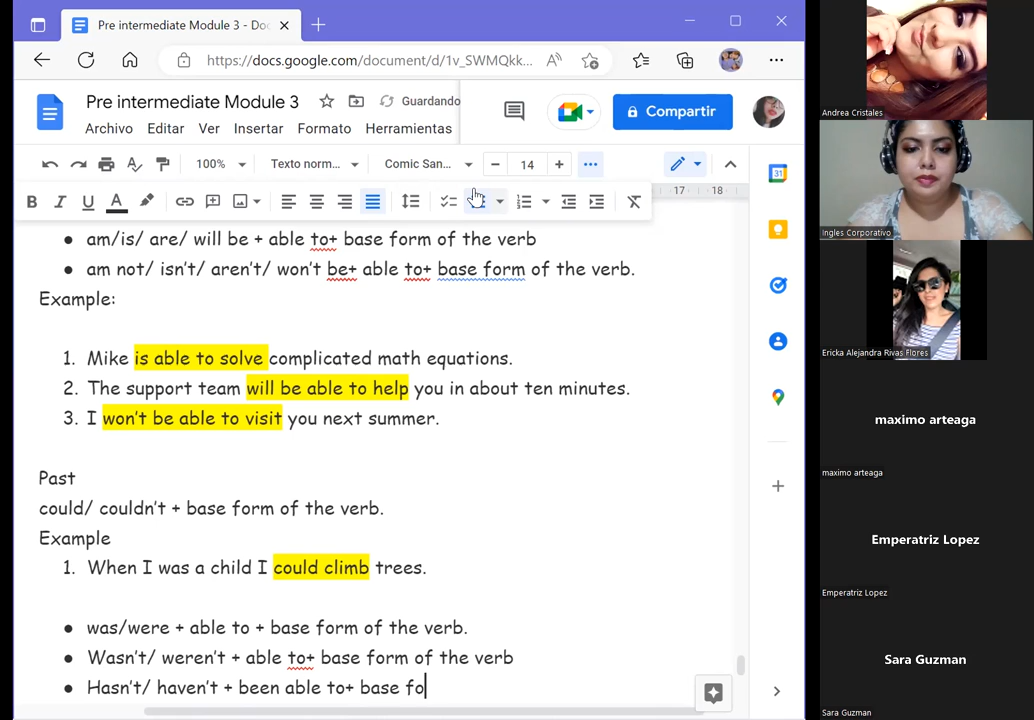 Pre intermediate Module 3 - Doc
https://docs.google.com/document/d/1v_SWMQkk...
Pre intermediate Module 3
Guardando
Compartir
Archivo Editar Ver Insertar Formato Herramientas
100% Texto norm... Comic San... 14
17 18
31
am/is/ are/ will be + able to+ base form of the verb
am not/ isn't/ aren't/ won't be+ able to+ base form of the verb.
Example:
1. Mike is able to solve complicated math equations.
2. The support team will be able to help you in about ten minutes.
3. I won't be able to visit you next summer.
Past
could/ couldn't + base form of the verb.
Example
1. When I was a child I could climb trees.
was/were + able to + base form of the verb.
Wasn't/ weren't + able to+ base form of the verb
Hasn't/ haven't + been able to+ base fo
Andrea Cristales
Ingles Corporativo
Ericka Alejandra Rivas Flores
maximo arteaga
maximo arteaga
Emperatriz Lopez
Emperatriz Lopez
Sara Guzman
Sara Guzman